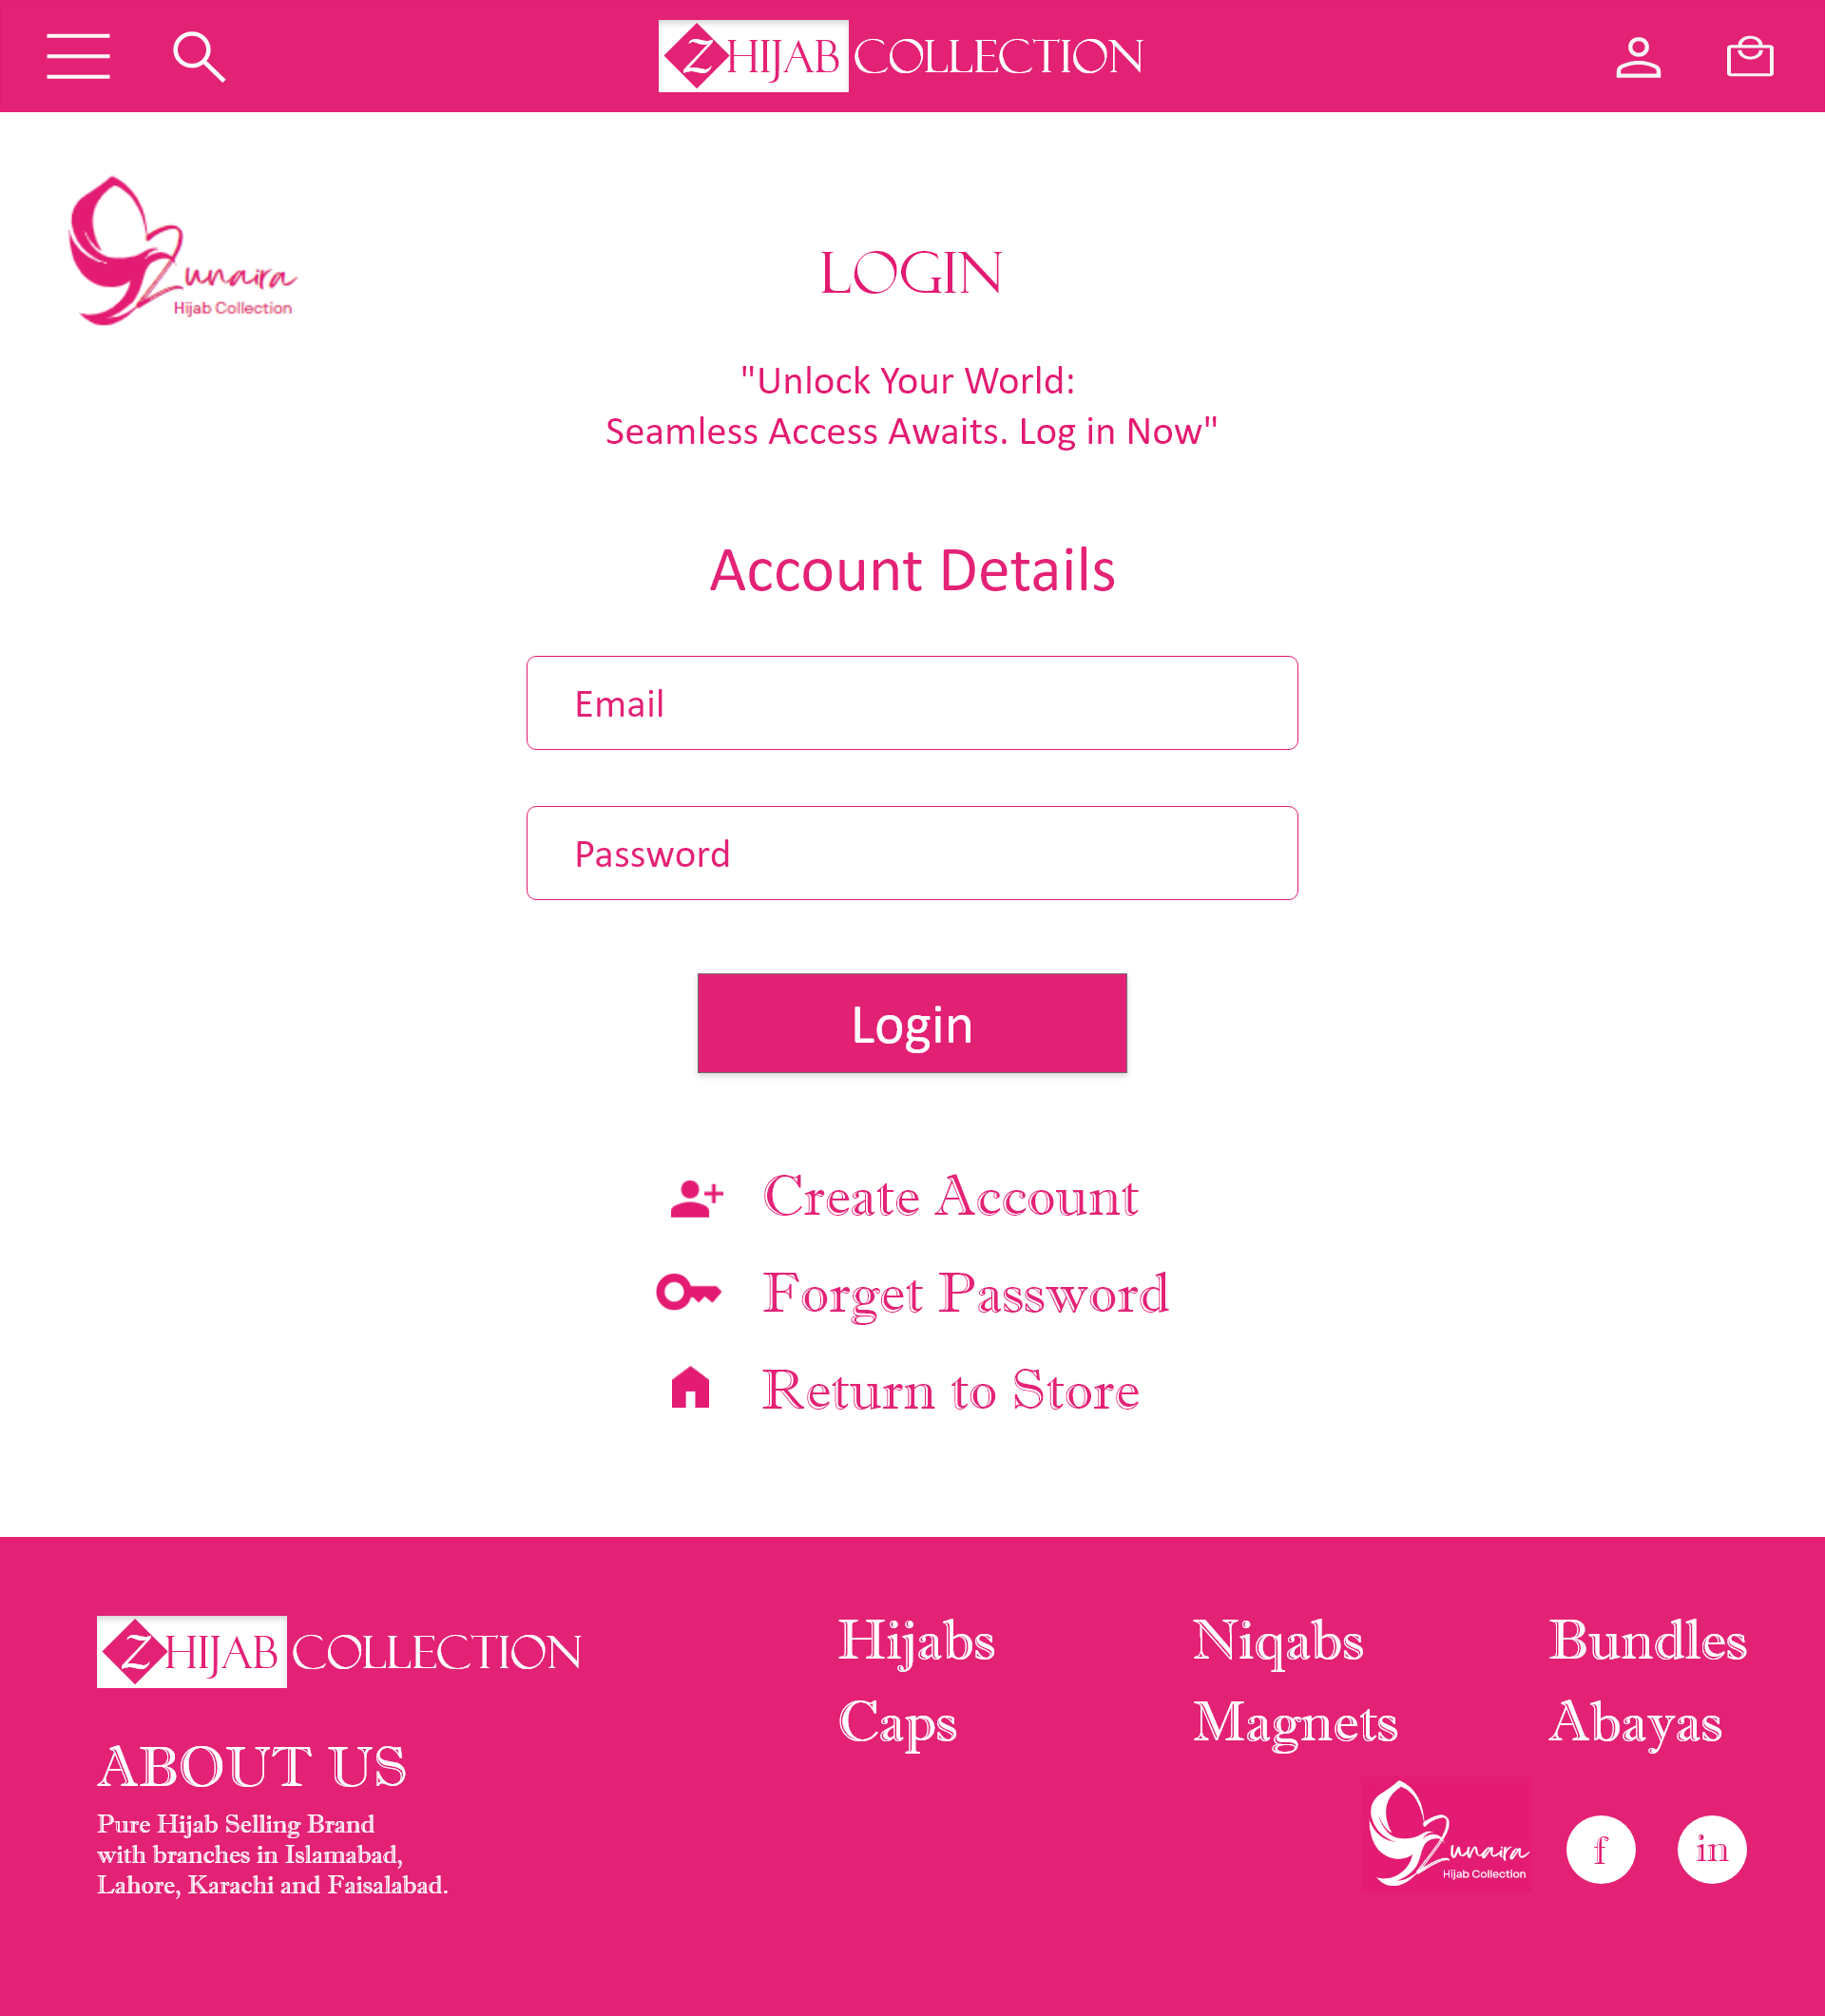 Z HIJAB COLLECTION
Zunaira
Hijab Collection
LOGIN
"Unlock Your World:
Seamless Access Awaits. Log in Now"
Account Details
Email
Password
Login
Create Account
Forget Password
Return to Store
Z HIJAB COLLECTION
Hijabs
Niqabs
Bundles
Caps
Magnets
Abayas
ABOUT US
Pure Hijab Selling Brand
with branches in Islamabad,
Lahore, Karachi and Faisalabad.
Zunaira
Hijab Collection
f
in